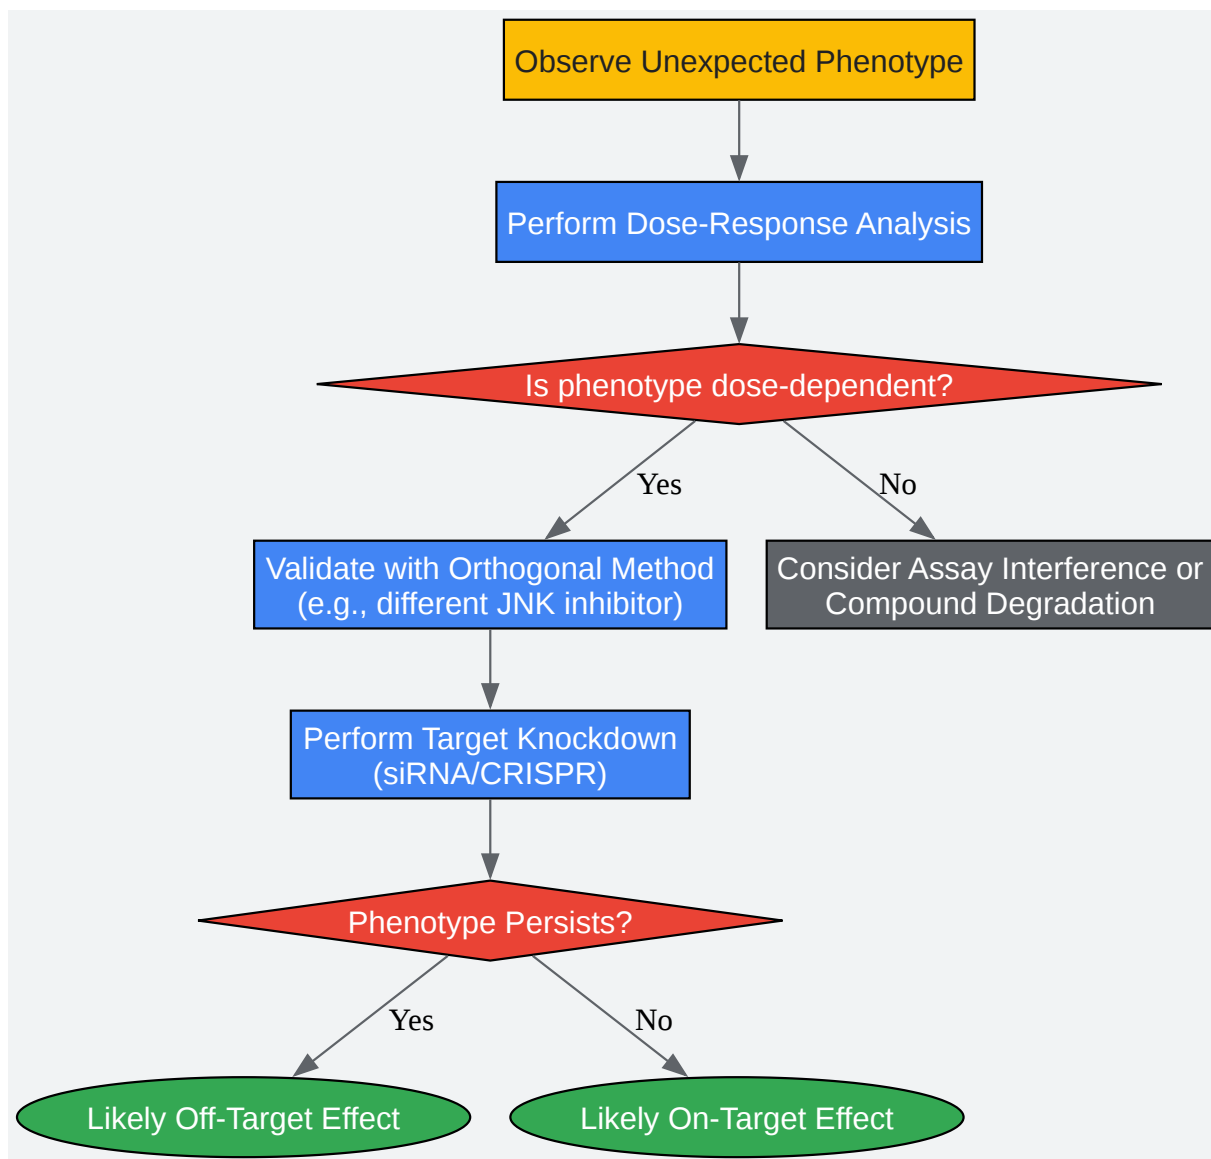 Observe Unexpected Phenotype
Perform Dose-Response Analysis
Is phenotype dose-dependent?
Yes
No
Validate with Orthogonal Method
(e.g., different JNK inhibitor)
Consider Assay Interference or
Compound Degradation
Perform Target Knockdown
(siRNA/CRISPR)
Phenotype Persists?
Yes
No
Likely Off-Target Effect
Likely On-Target Effect